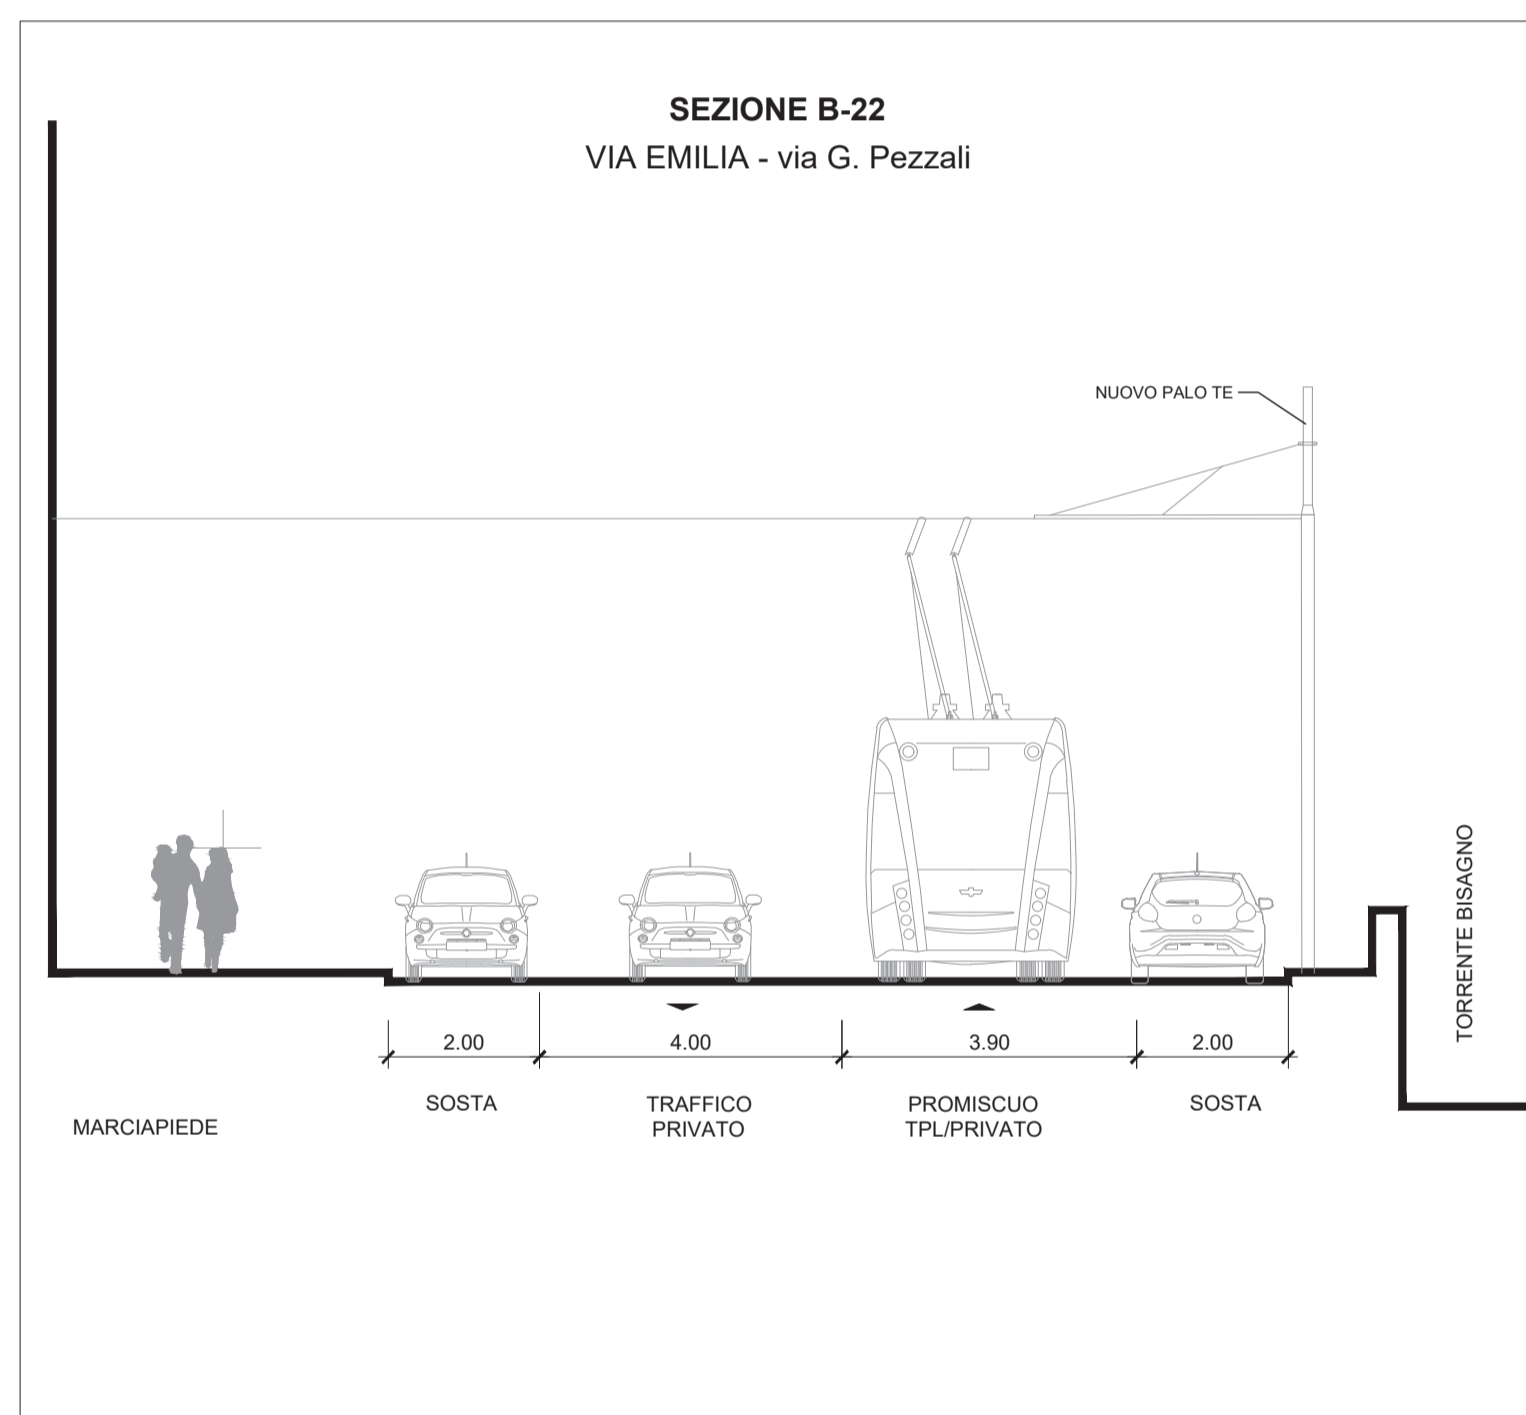 SEZIONE B-22
VIA EMILIA - via G. Pezzali
NUOVO PALO TE
TORRENTE BISAGNO
2.00
4.00
3.90
2.00
SOSTA
TRAFFICO
PRIVATO
PROMISCUO
TPL/PRIVATO
SOSTA
MARCIAPIEDE